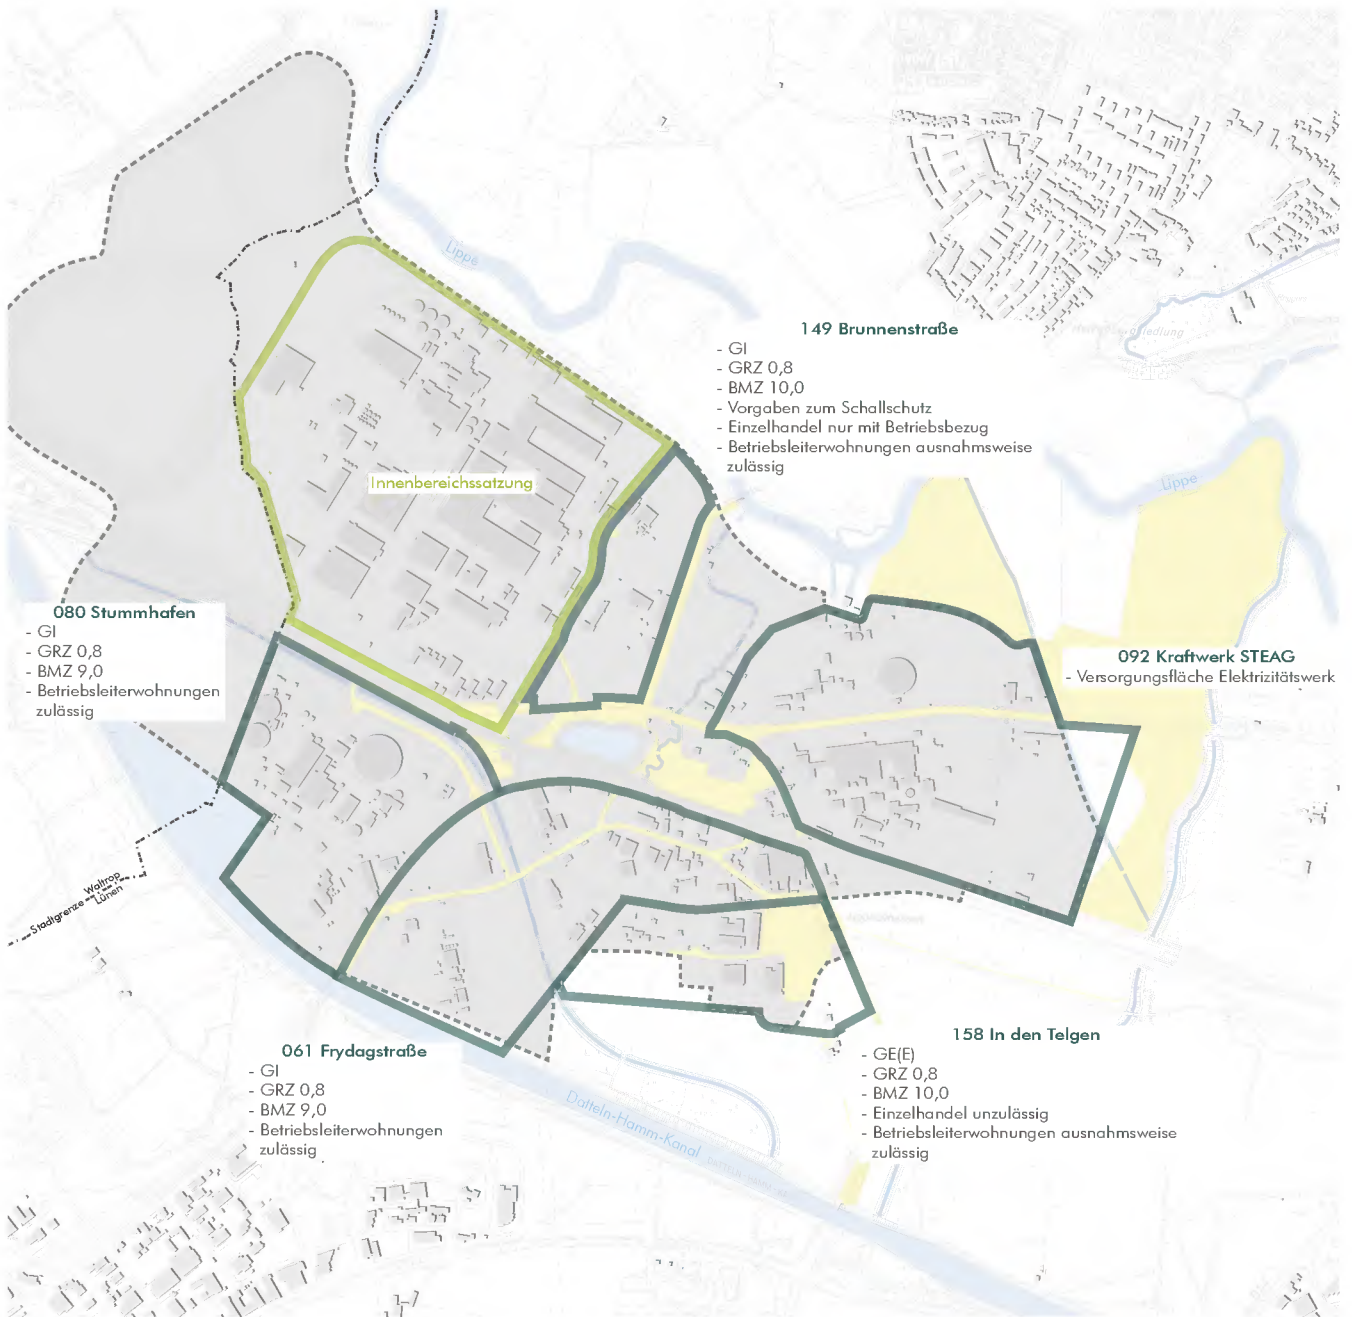 Lippe
149 Brunnenstraße
- GI
- GRZ 0,8
- BMZ 10,0
- Vorgaben zum Schallschutz
- Einzelhandel nur mit Betriebsbezug
- Betriebsleiterwohnungen ausnahmsweise
zulässig
Innenbereichssatzung
Lippe
080 Stummhafen
- GI
- GRZ 0,8
- BMZ 9,0
- Betriebsleiterwohnungen
zulässig
092 Kraftwerk STEAG
- Versorgungsfläche Elektrizitätswerk
Stadtgrenze
Waltrop
Lünen
061 Frydagstraße
- GI
- GRZ 0,8
- BMZ 9,0
- Betriebsleiterwohnungen
zulässig
158 In den Telgen
- GE(E)
- GRZ 0,8
- BMZ 10,0
- Einzelhandel unzulässig
- Betriebsleiterwohnungen ausnahmsweise
zulässig
Datteln-Hamm-Kanal